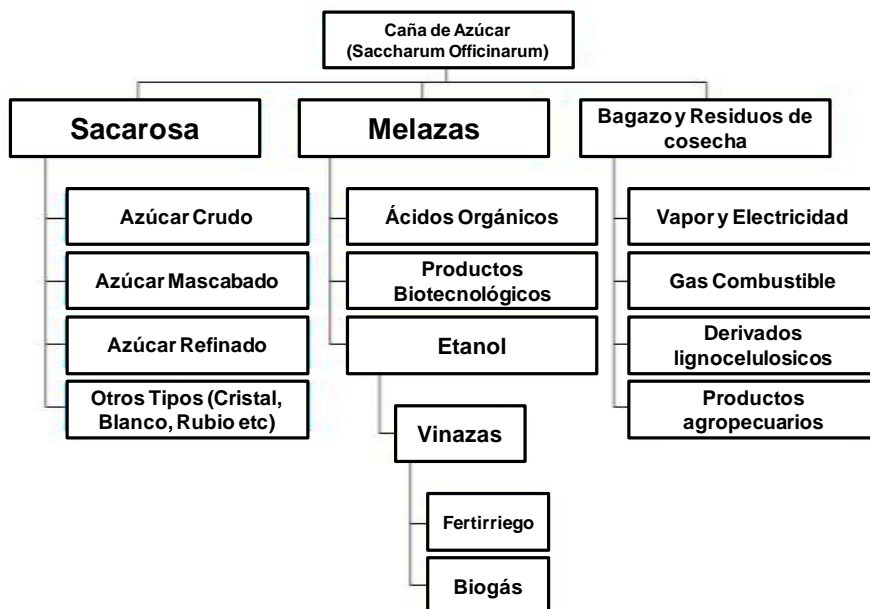 Caña de Azúcar
(Saccharum Officinarum)
Sacarosa
Azúcar Crudo
Azúcar Mascabado
Azúcar Refinado
Otros Tipos (Cristal,
Blanco, Rubio etc)
Melazas
Ácidos Orgánicos
Productos
Biotecnológicos
Etanol
Vinazas
Fertirriego
Biogás
Bagazo y Residuos de
cosecha
Vapor y Electricidad
Gas Combustible
Derivados
lignocelulosicos
Productos
agropecuarios